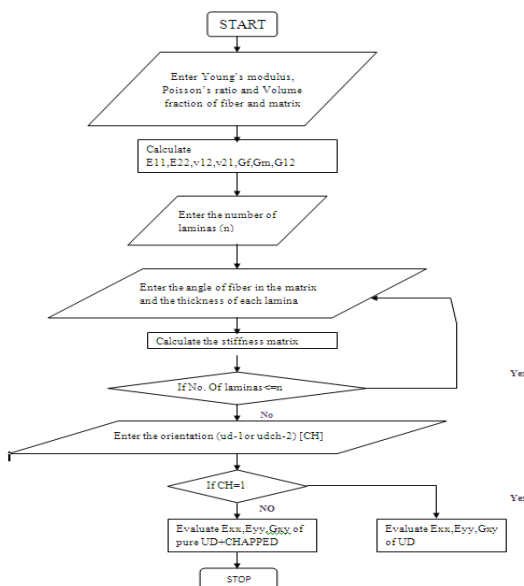 START
Enter Young's modulus,
Poisson's ratio and Volume
fraction of fiber and matrix
Calculate
E11,E22,v12,v21,Gf,Gm,G12
Enter the number of
laminas (n)
Enter the angle of fiber in the matrix
and the thickness of each lamina
Calculate the stiffness matrix
Yes
If No. Of laminas<=n
No
Enter the orientation (ud-1or udch-2) [CH]
If CH=1
Yes
NO
Evaluate Exx,Eyy,Gxy of
pure UD+CHAPPED
Evaluate Exx,Eyy,Gxy
of UD
STOP